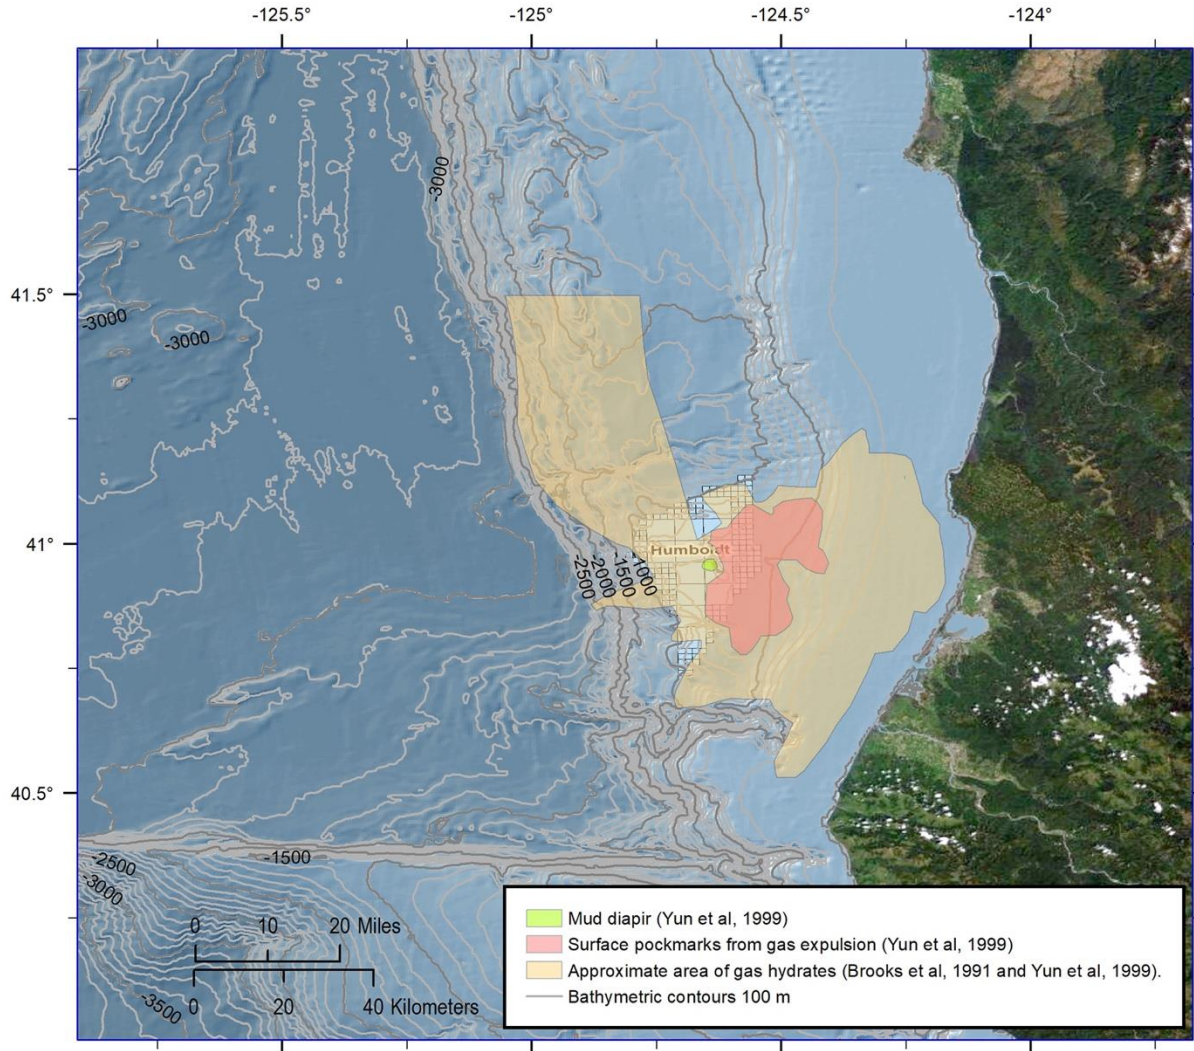 -125.5°
-125°
-124.5°
-124°
-3000
41.5°
-3000
-3000
41°
Humboldt
-2500
-2000
-1500
-1000
40.5°
-2500
-1500
-3000
0 10 20 Miles
0 20 40 Kilometers
-3500
Mud diapir (Yun et al, 1999)
Surface pockmarks from gas expulsion (Yun et al, 1999)
Approximate area of gas hydrates (Brooks et al, 1991 and Yun et al, 1999).
Bathymetric contours 100 m